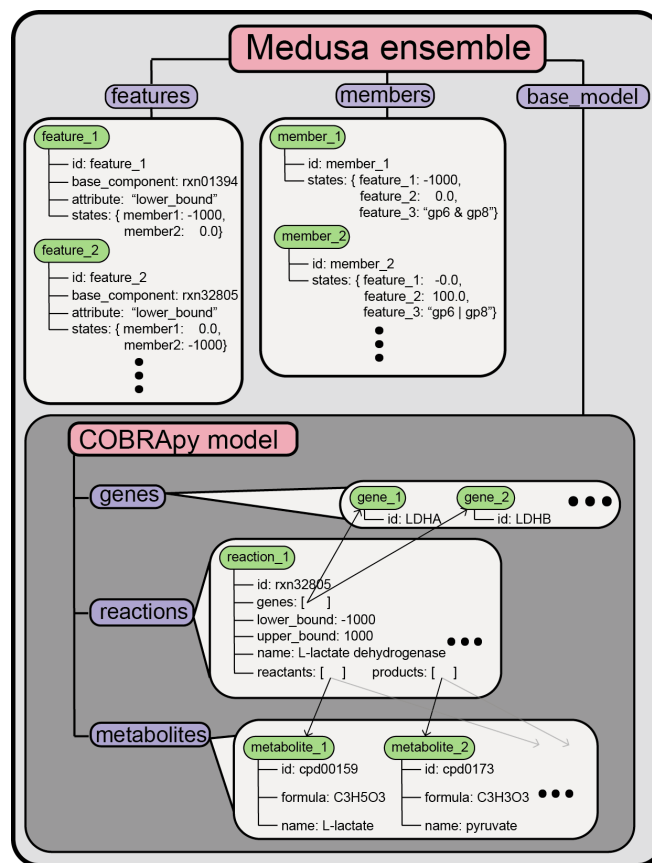 Medusa ensemble
features
members
base_model
feature_1
id: feature_1
base_component: rxn01394
attribute: “lower_bound”
states: { member1: -1000,
member2: 0.0}
feature_2
id: feature_2
base_component: rxn32805
attribute: “lower_bound”
states: { member1: 0.0,
member2: -1000}
member_1
id: member_1
states: { feature_1: -1000,
feature_2: 0.0,
feature_3: “gp6 & gp8”}
member_2
id: member_2
states: { feature_1: -0.0,
feature_2: 100.0,
feature_3: “gp6 | gp8”}
COBRApy model
genes
gene_1
id: LDHA
gene_2
id: LDHB
reactions
reaction_1
id: rxn32805
genes: [ ]
lower_bound: -1000
upper_bound: 1000
name: L-lactate dehydrogenase
reactants: [ ] products: [ ]
metabolites
metabolite_1
id: cpd00159
formula: C3H5O3
name: L-lactate
metabolite_2
id: cpd0173
formula: C3H3O3
name: pyruvate